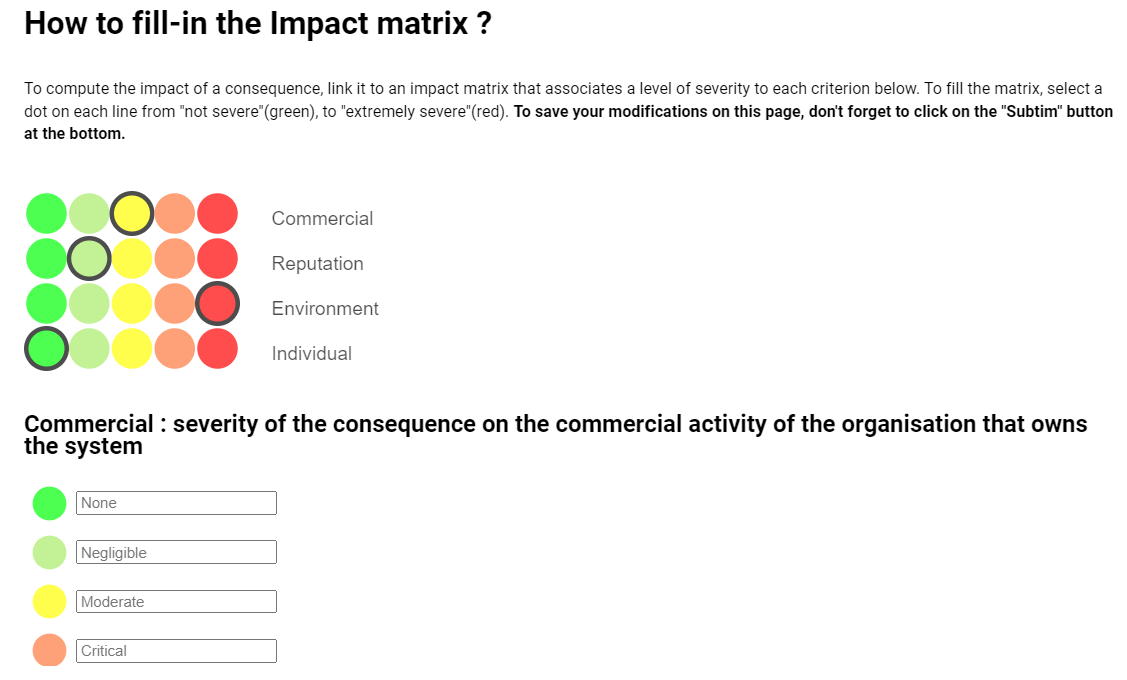 How to fill-in the Impact matrix ?
To compute the impact of a consequence, link it to an impact matrix that associates a level of severity to each criterion below. To fill the matrix, select a
dot on each line from "not severe"(green), to "extremely severe"(red). To save your modifications on this page, don't forget to click on the "Subtim" button
at the bottom.
Commercial
Reputation
Environment
Individual
Commercial : severity of the consequence on the commercial activity of the organisation that owns
the system
None
Negligible
Moderate
Critical